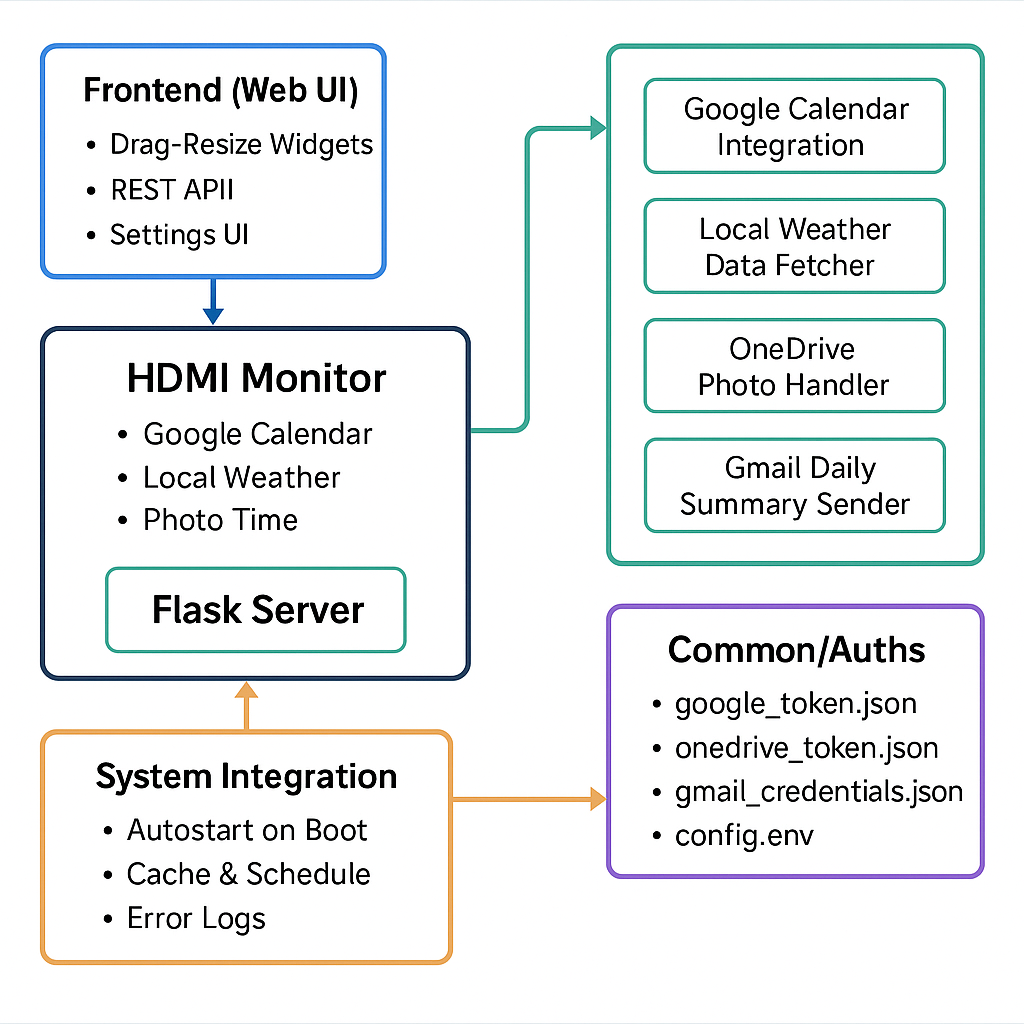 Frontend (Web UI)
• Drag-Resize Widgets
• REST APII
• Settings UI
HDMI Monitor
• Google Calendar
• Local Weather
• Photo Time
Flask Server
System Integration
• Autostart on Boot
• Cache & Schedule
• Error Logs
Google Calendar
Integration
Local Weather
Data Fetcher
OneDrive
Photo Handler
Gmail Daily
Summary Sender
Common/Auths
• google_token.json
• onedrive_token.json
• gmail_credentials.json
• config.env